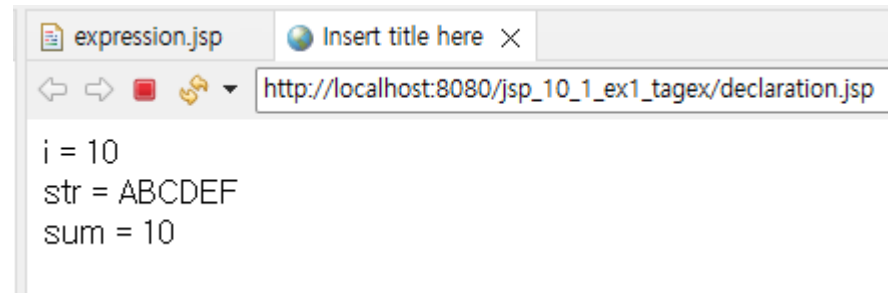 expression.jsp
Insert title here
http://localhost:8080/jsp_10_1_ex1_tagex/declaration.jsp
i = 10
str = ABCDEF
sum = 10